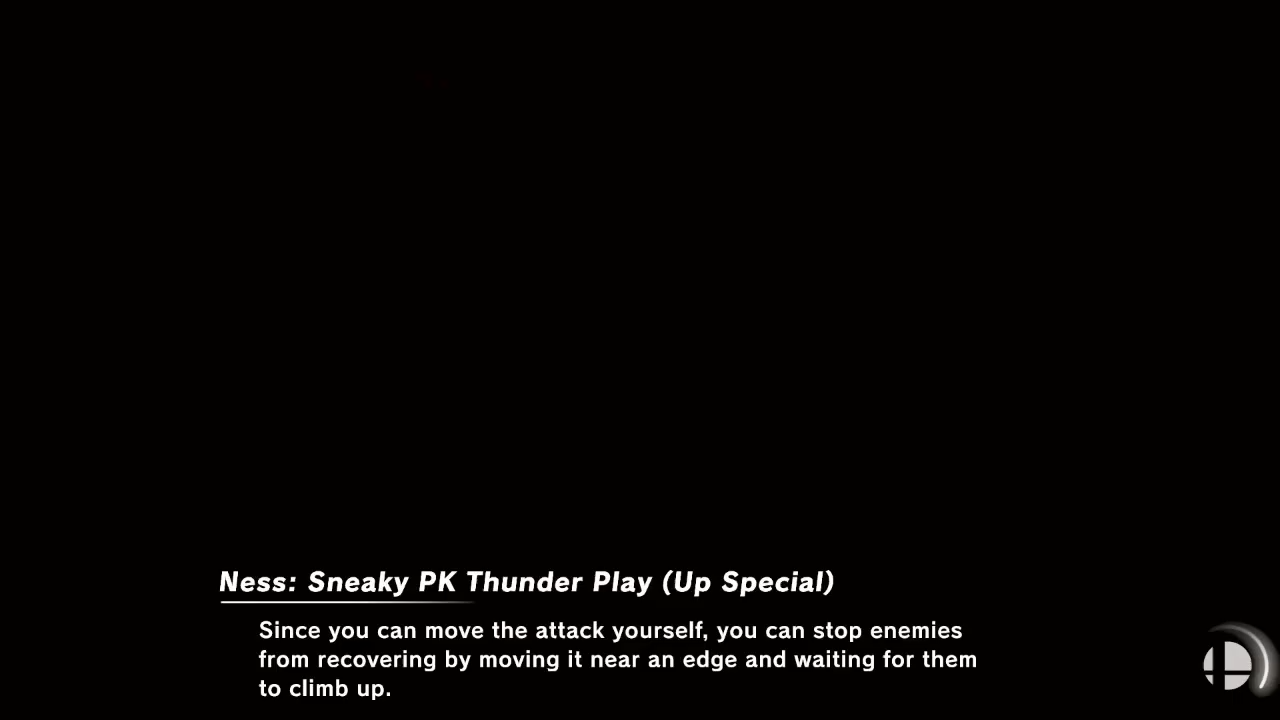 Ness: Sneaky PK Thunder Play (Up Special)
Since you can move the attack yourself, you can stop enemies
from recovering by moving it near an edge and waiting for them
to climb up.